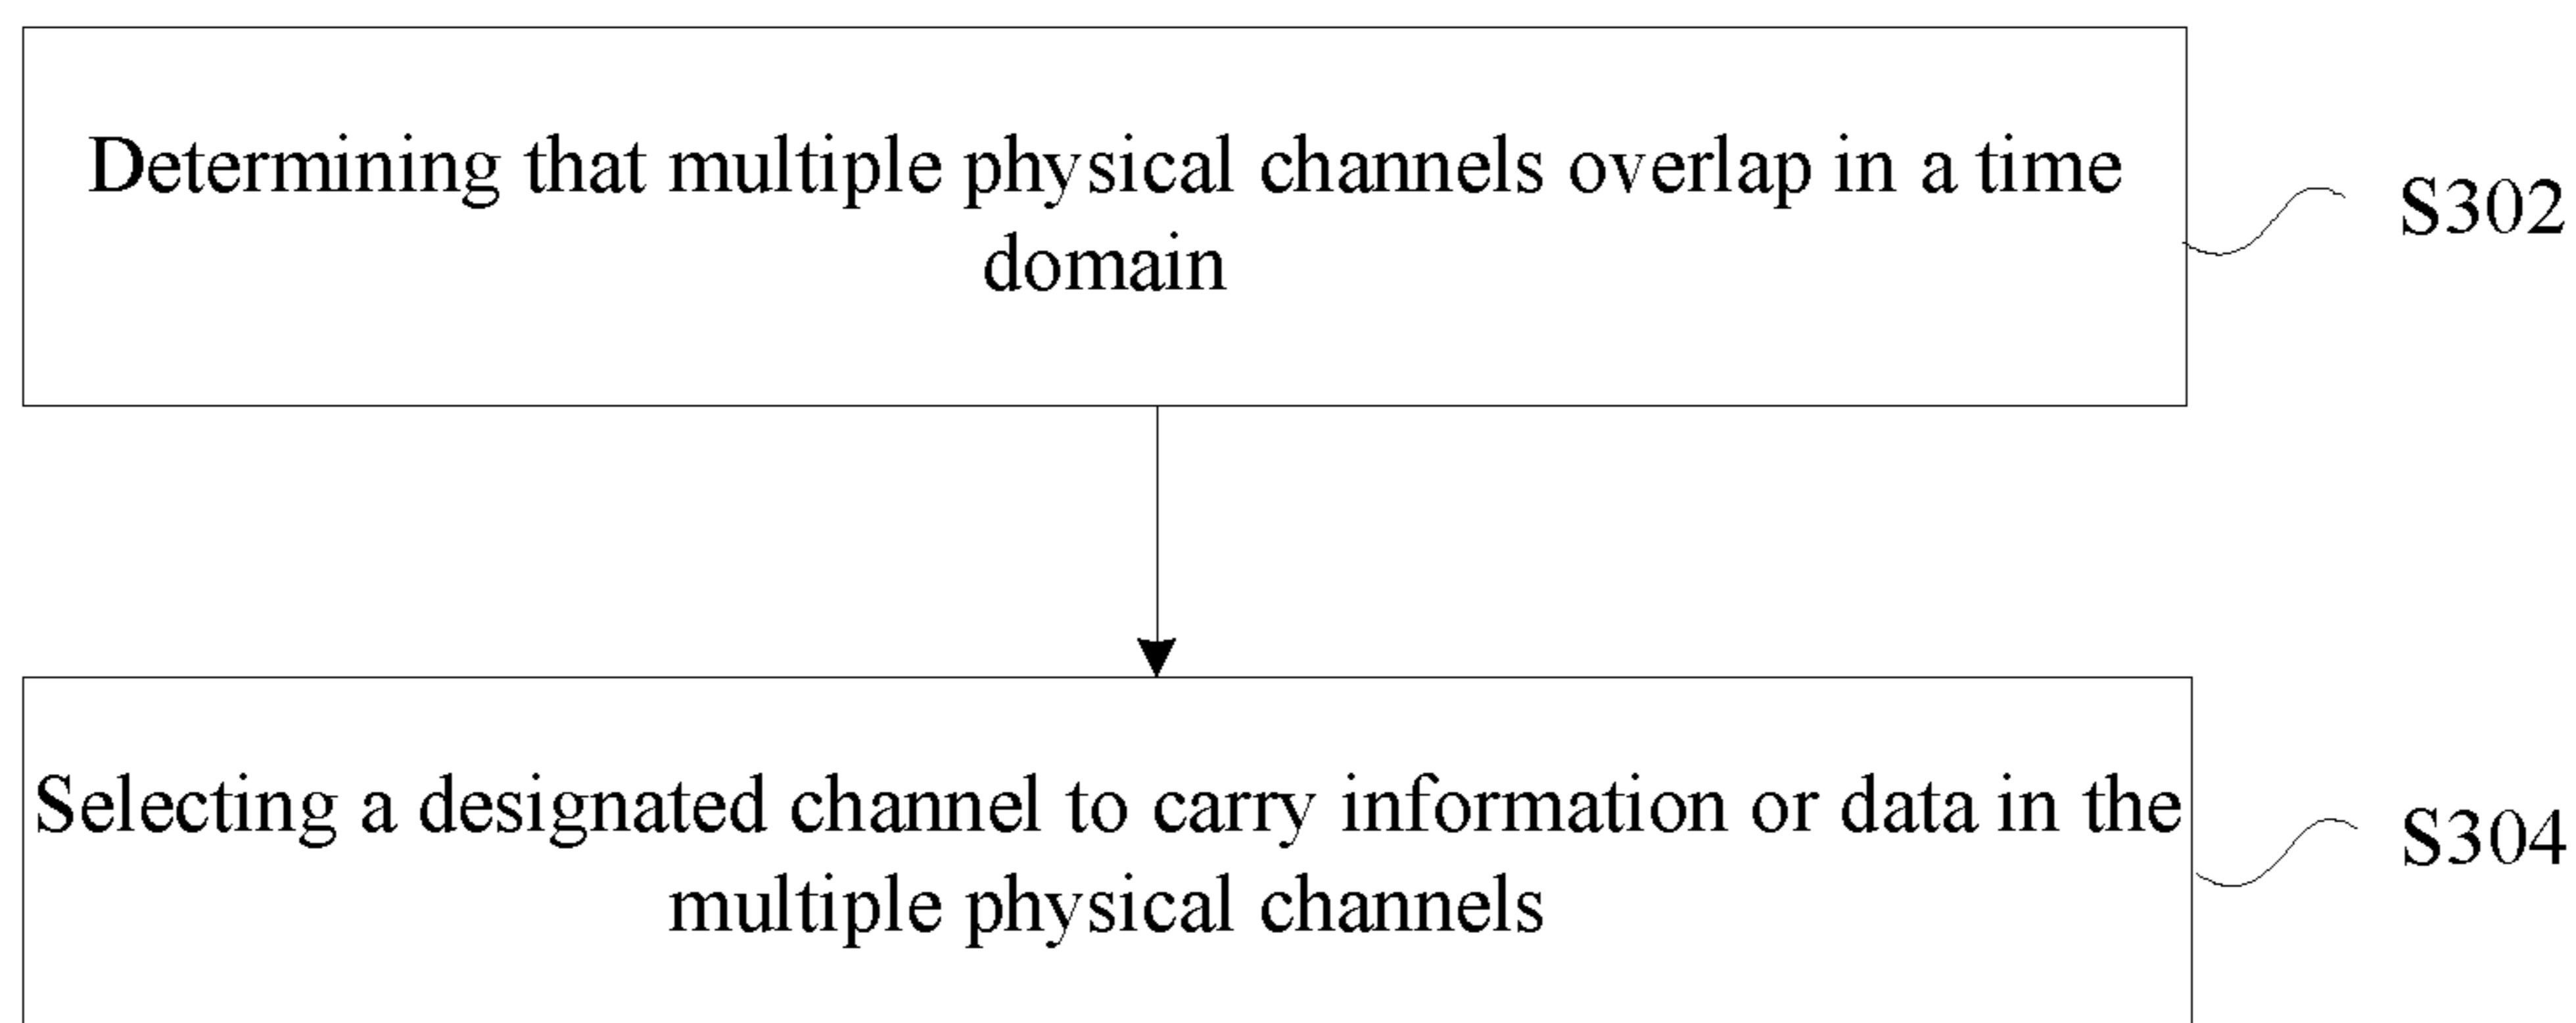 Determining that multiple physical channels overlap in a time
domain
S302
Selecting a designated channel to carry information or data in the
multiple physical channels
S304